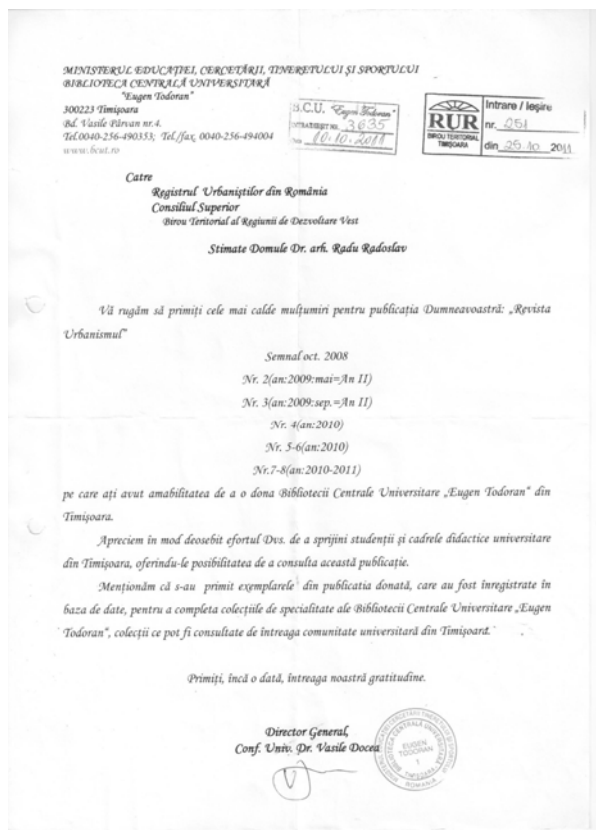 MINISTERUL EDUCAȚIEI, CERCETĂRII, TINERETULUI ȘI SPORTULUI
BIBLIOTECA CENTRALĂ UNIVERSITARĂ
"Eugen Todoran"
300223 Timișoara
Bd. Vasile Pârvan nr.4.
Tel.0040-256-490353; Tel./fax, 0040-256-494004
www.bcut.ro
B.C.U. "Eugen Todoran"
INTRARE/IEȘIRE NR. 3635
10.10.2011
RUR
BIROU TERITORIAL
TIMIȘOARA
Intrare / Ieșire
nr. 251
din 25.10 2011
Catre
Registrul Urbaniștilor din România
Consiliul Superior
Birou Teritorial al Regiunii de Dezvoltare Vest
Stimate Domule Dr. arh. Radu Radoslav
Vă rugăm să primiți cele mai calde mulțumiri pentru publicația Dumneavoastră: „Revista
Urbanismul"
Semnal oct. 2008
Nr. 2(an:2009:mai=An II)
Nr. 3(an:2009:sep.=An II)
Nr. 4(an:2010)
Nr. 5-6(an:2010)
Nr.7-8(an:2010-2011)
pe care ați avut amabilitatea de a o dona Bibliotecii Centrale Universitare „Eugen Todoran" din
Timișoara.
Apreciem în mod deosebit efortul Dvs. de a sprijini studenții și cadrele didactice universitare
din Timișoara, oferindu-le posibilitatea de a consulta această publicație.
Menționăm că s-au primit exemplarele din publicatia donată, care au fost înregistrate în
baza de date, pentru a completa colecțiile de specialitate ale Bibliotecii Centrale Universitare „Eugen
Todoran", colecții ce pot fi consultate de întreaga comunitate universitară din Timișoara.
Primiți, încă o dată, întreaga noastră gratitudine.
Director General,
Conf. Univ. Dr. Vasile Docea
EUGEN
TODORAN
1
TIMIȘOARA
ROMANIA